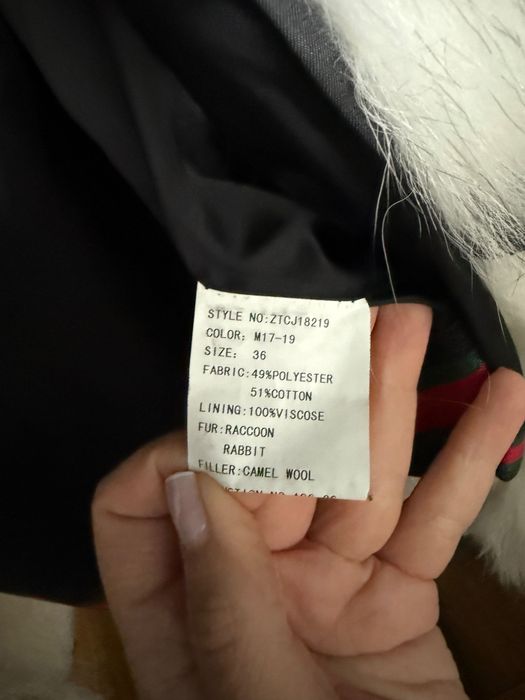 STYLE NO:ZTCJ18219
COLOR: M17-19
SIZE: 36
FABRIC:49%POLYESTER
51%COTTON
LINING:100%VISCOSE
FUR:RACCOON
RABBIT
FILLER:CAMEL WOOL